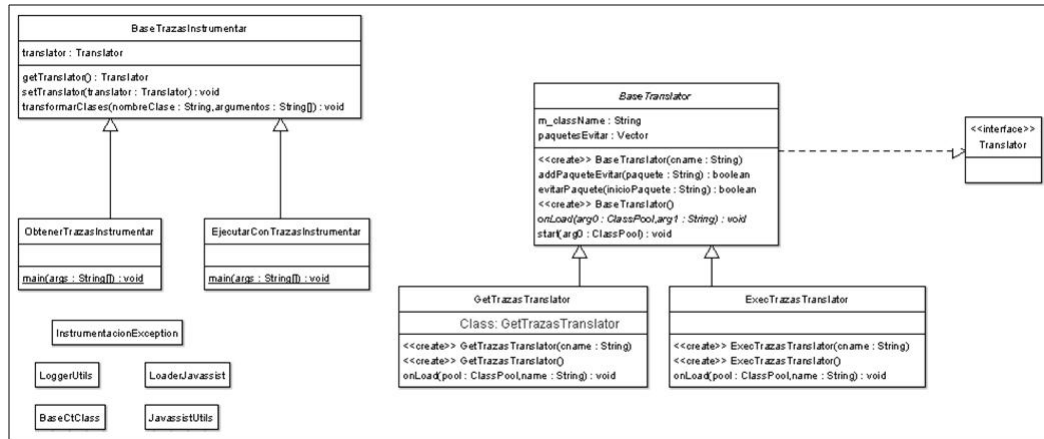 BaseTrazasInstrumentar
translator : Translator
getTranslator() : Translator
setTranslator(translator : Translator) : void
transformarClases(nombreClase : String,argumentos : String[]) : void
ObtenerTrazasInstrumentar
main(args : String[]) : void
EjecutarConTrazasInstrumentar
main(args : String[]) : void
InstrumentacionException
LoggerUtils
LoaderJavassist
BaseCtClass
JavassistUtils
BaseTranslator
m_className : String
paquetesEvitar : Vector
<<create>> BaseTranslator(cname : String)
addPaqueteEvitar(paquete : String) : boolean
evitarPaquete(inicioPaquete : String) : boolean
<<create>> BaseTranslator()
onLoad(arg0 : ClassPool,arg1 : String) : void
start(arg0 : ClassPool) : void
<<interface>>
Translator
GetTrazasTranslator
Class: GetTrazasTranslator
<<create>> GetTrazasTranslator(cname : String)
<<create>> GetTrazasTranslator()
onLoad(pool : ClassPool,name : String) : void
ExecTrazasTranslator
<<create>> ExecTrazasTranslator(cname : String)
<<create>> ExecTrazasTranslator()
onLoad(pool : ClassPool,name : String) : void